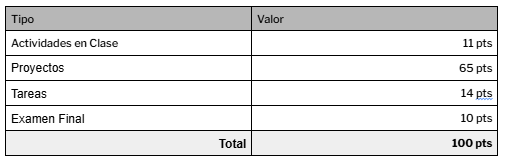 Tipo Valor
Actividades en Clase 11 pts
Proyectos 65 pts
Tareas 14 pts
Examen Final 10 pts
Total 100 pts